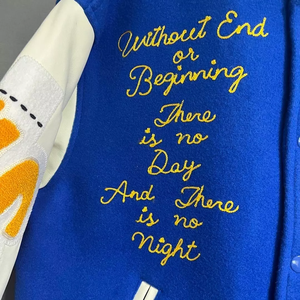 Without End
or
Beginning
There
is no
Day
And There
is no
Night